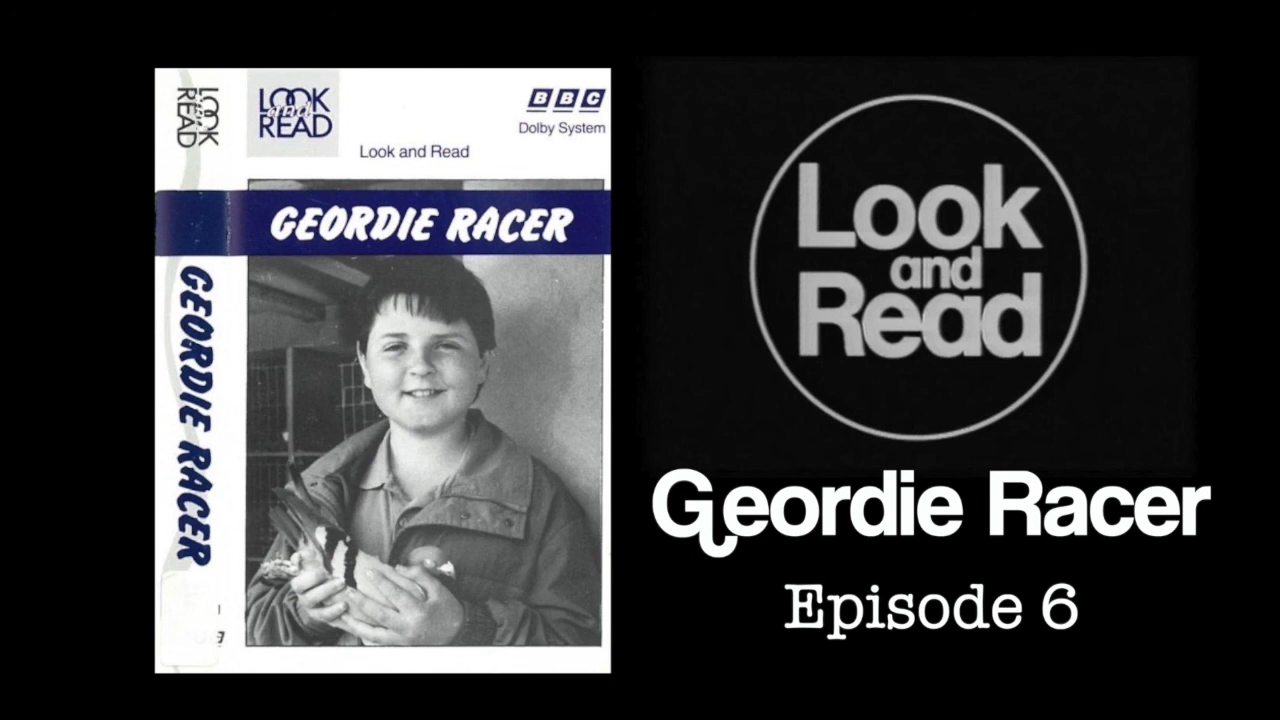 LOOK
and
READ
GEORDIE RACER
LOOK
and
READ
BBC
Dolby System
Look and Read
GEORDIE RACER
Look
and
Read
Geordie Racer
Episode 6